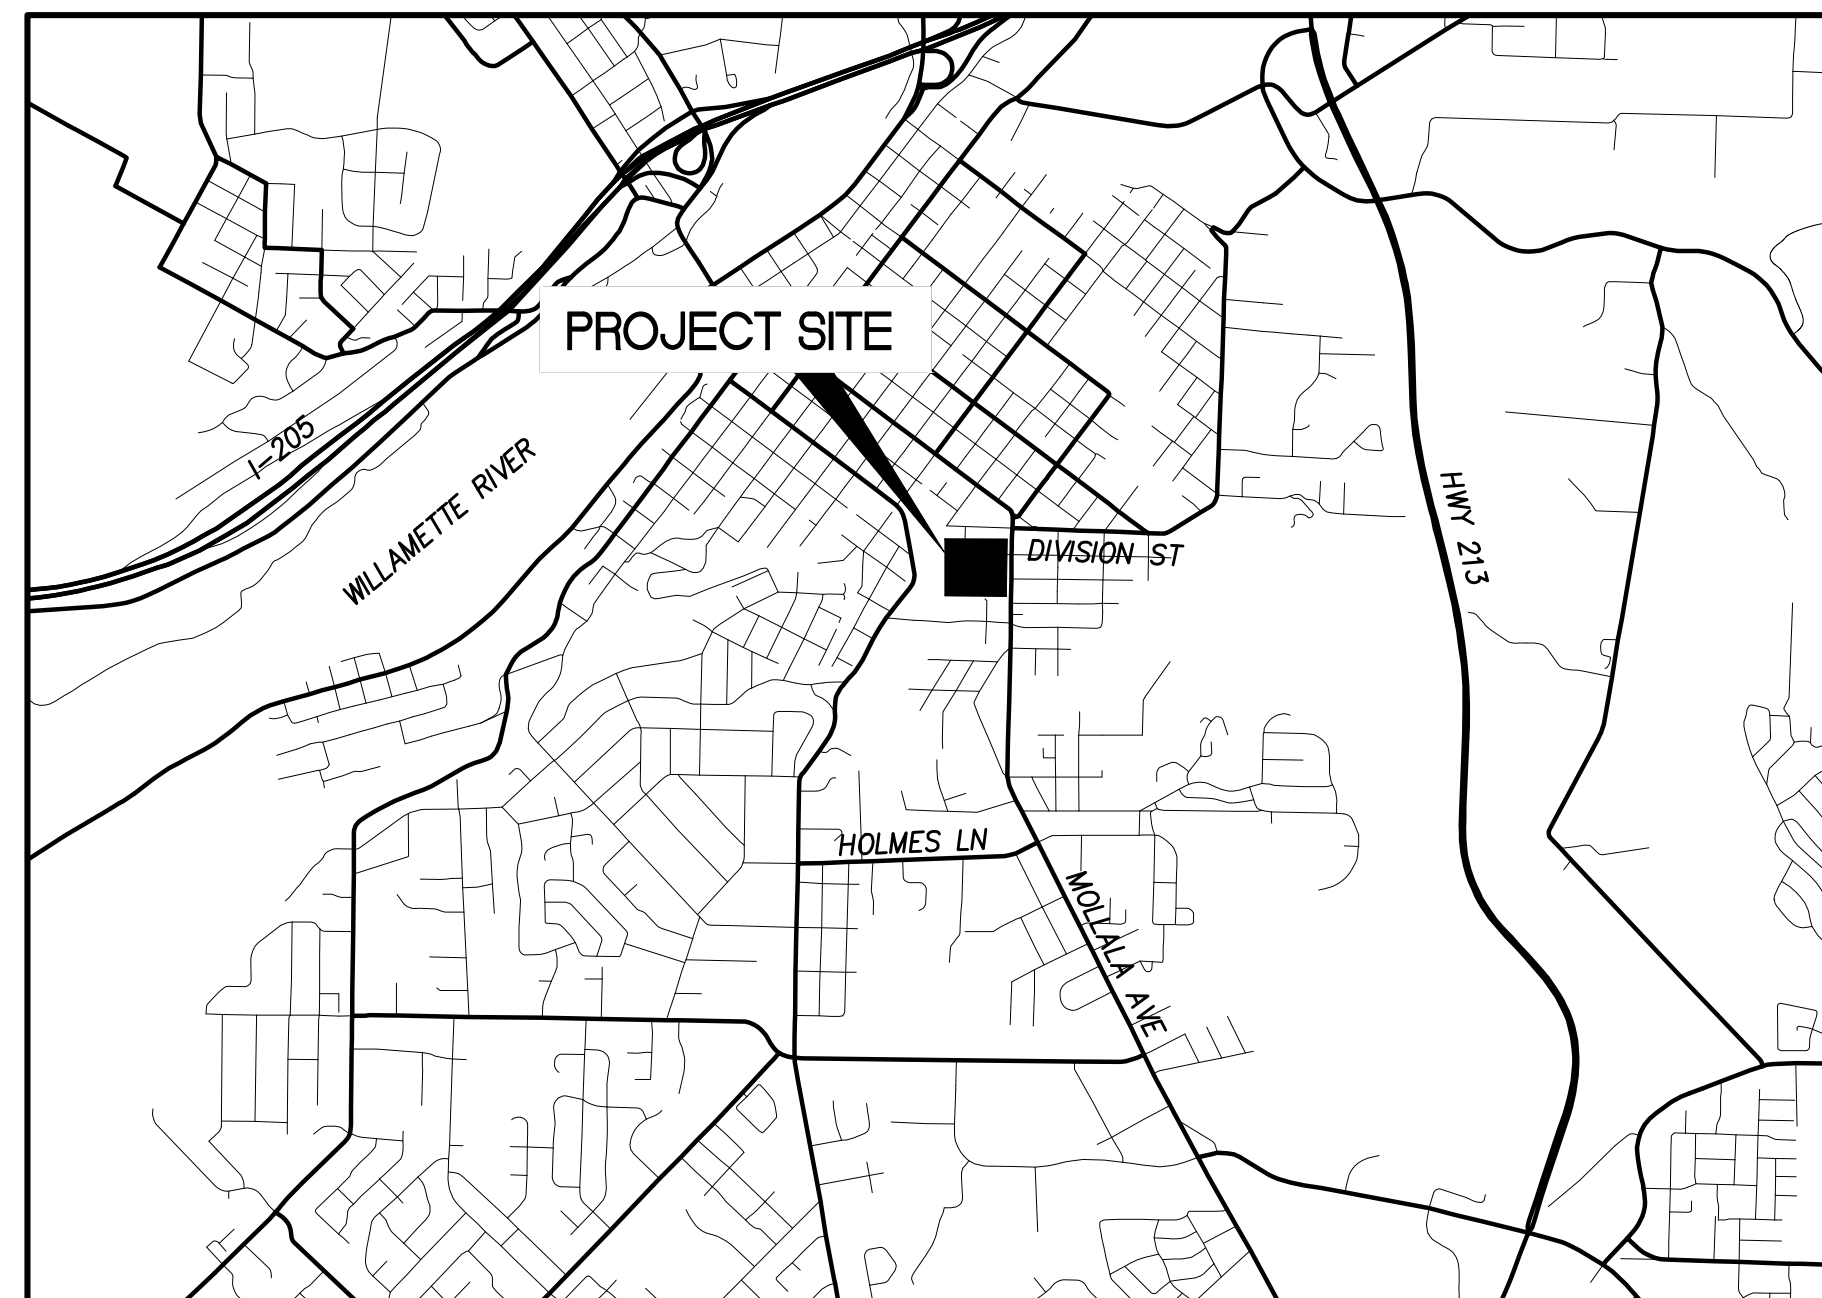 PROJECT SITE
I-205
WILLAMETTE RIVER
HWY 213
DIVISION ST
HOLMES LN
MOLLALA AVE